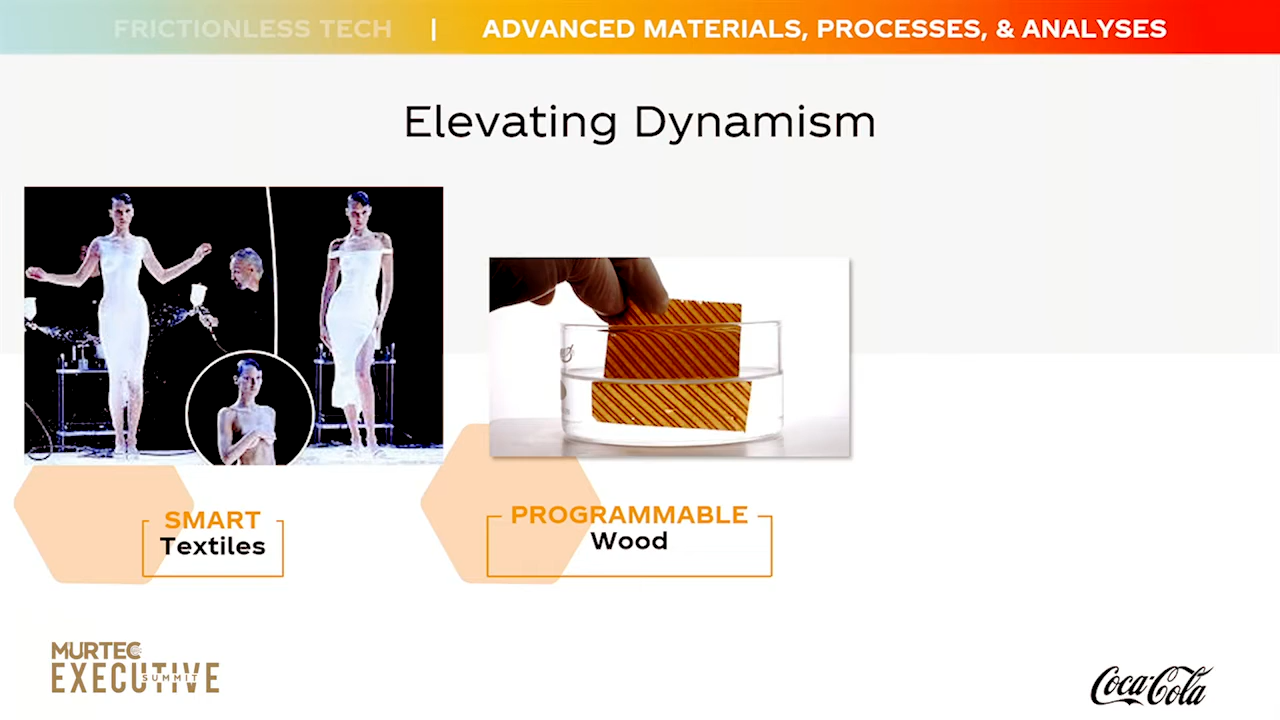 FRICTIONLESS TECH | ADVANCED MATERIALS, PROCESSES, & ANALYSES
Elevating Dynamism
SMART
Textiles
PROGRAMMABLE
Wood
MURTEC
EXECUTIVE
SUMMIT
Coca-Cola